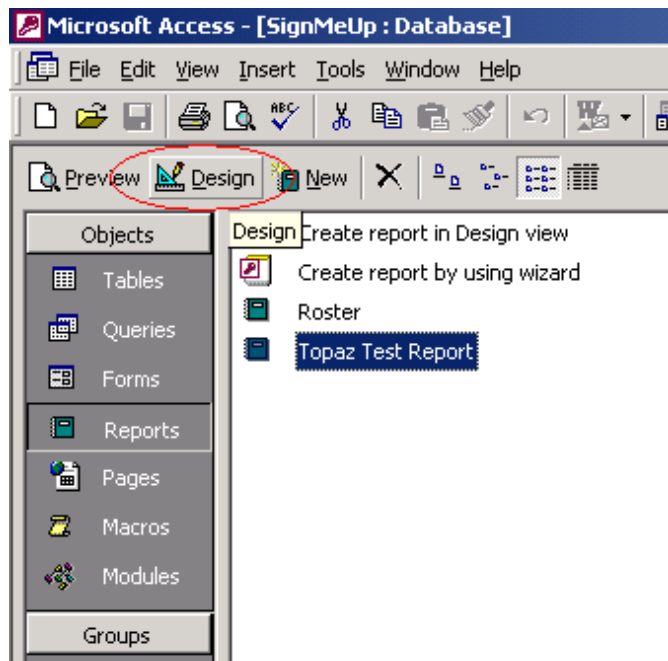 Microsoft Access - [SignMeUp : Database]
File Edit View Insert Tools Window Help
ABC
Preview Design New
Objects
Design
Create report in Design view
Tables
Create report by using wizard
Queries
Roster
Forms
Topaz Test Report
Reports
Pages
Macros
Modules
Groups